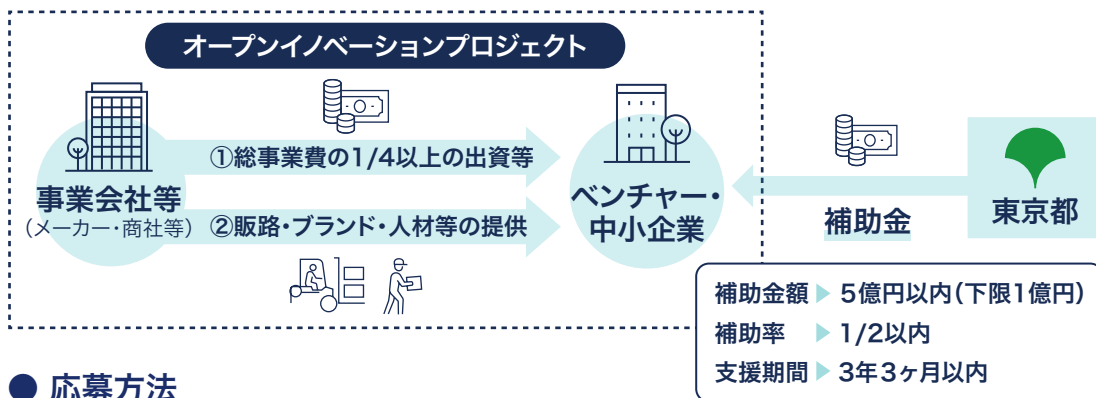 オープンイノベーションプロジェクト
①総事業費の1/4以上の出資等
事業会社等
（メーカー・商社等）
②販路・ブランド・人材等の提供
ベンチャー・
中小企業
補助金
東京都
補助金額 ▶ 5億円以内（下限1億円）
補助率 ▶ 1/2以内
支援期間 ▶ 3年3ヶ月以内
● 応募方法